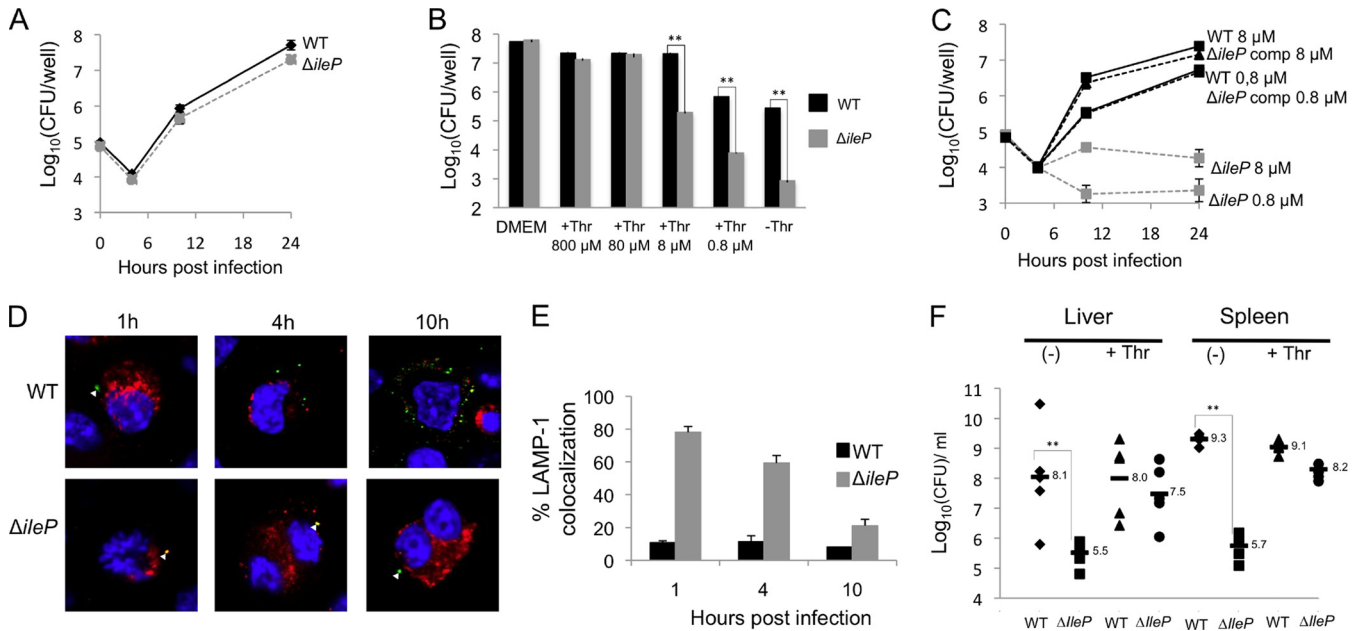 A
Log10(CFU/well)
8
7
6
5
4
3
0 6 12 18 24
Hours post infection
WT
ΔileP
B
Log10(CFU/well)
9
8
7
6
5
4
3
2
DMEM +Thr +Thr +Thr +Thr -Thr
800 µM 80 µM 8 µM 0.8 µM
** ** **
WT
ΔileP
C
Log10(CFU/well)
8
7
6
5
4
3
0 6 12 18 24
Hours post infection
WT 8 µM
ΔileP comp 8 µM
WT 0,8 µM
ΔileP comp 0.8 µM
ΔileP 8 µM
ΔileP 0.8 µM
D
1h 4h 10h
WT
ΔileP
E
% LAMP-1
colocalization
100
80
60
40
20
0
1 4 10
Hours post infection
WT
ΔileP
F
Liver Spleen
(-) + Thr (-) + Thr
Log10(CFU)/ ml
11
10
9
8
7
6
5
4
** **
8.1
5.5
8.0
7.5
9.3
5.7
9.1
8.2
WT ΔIleP WT ΔIleP WT ΔIleP WT ΔIleP